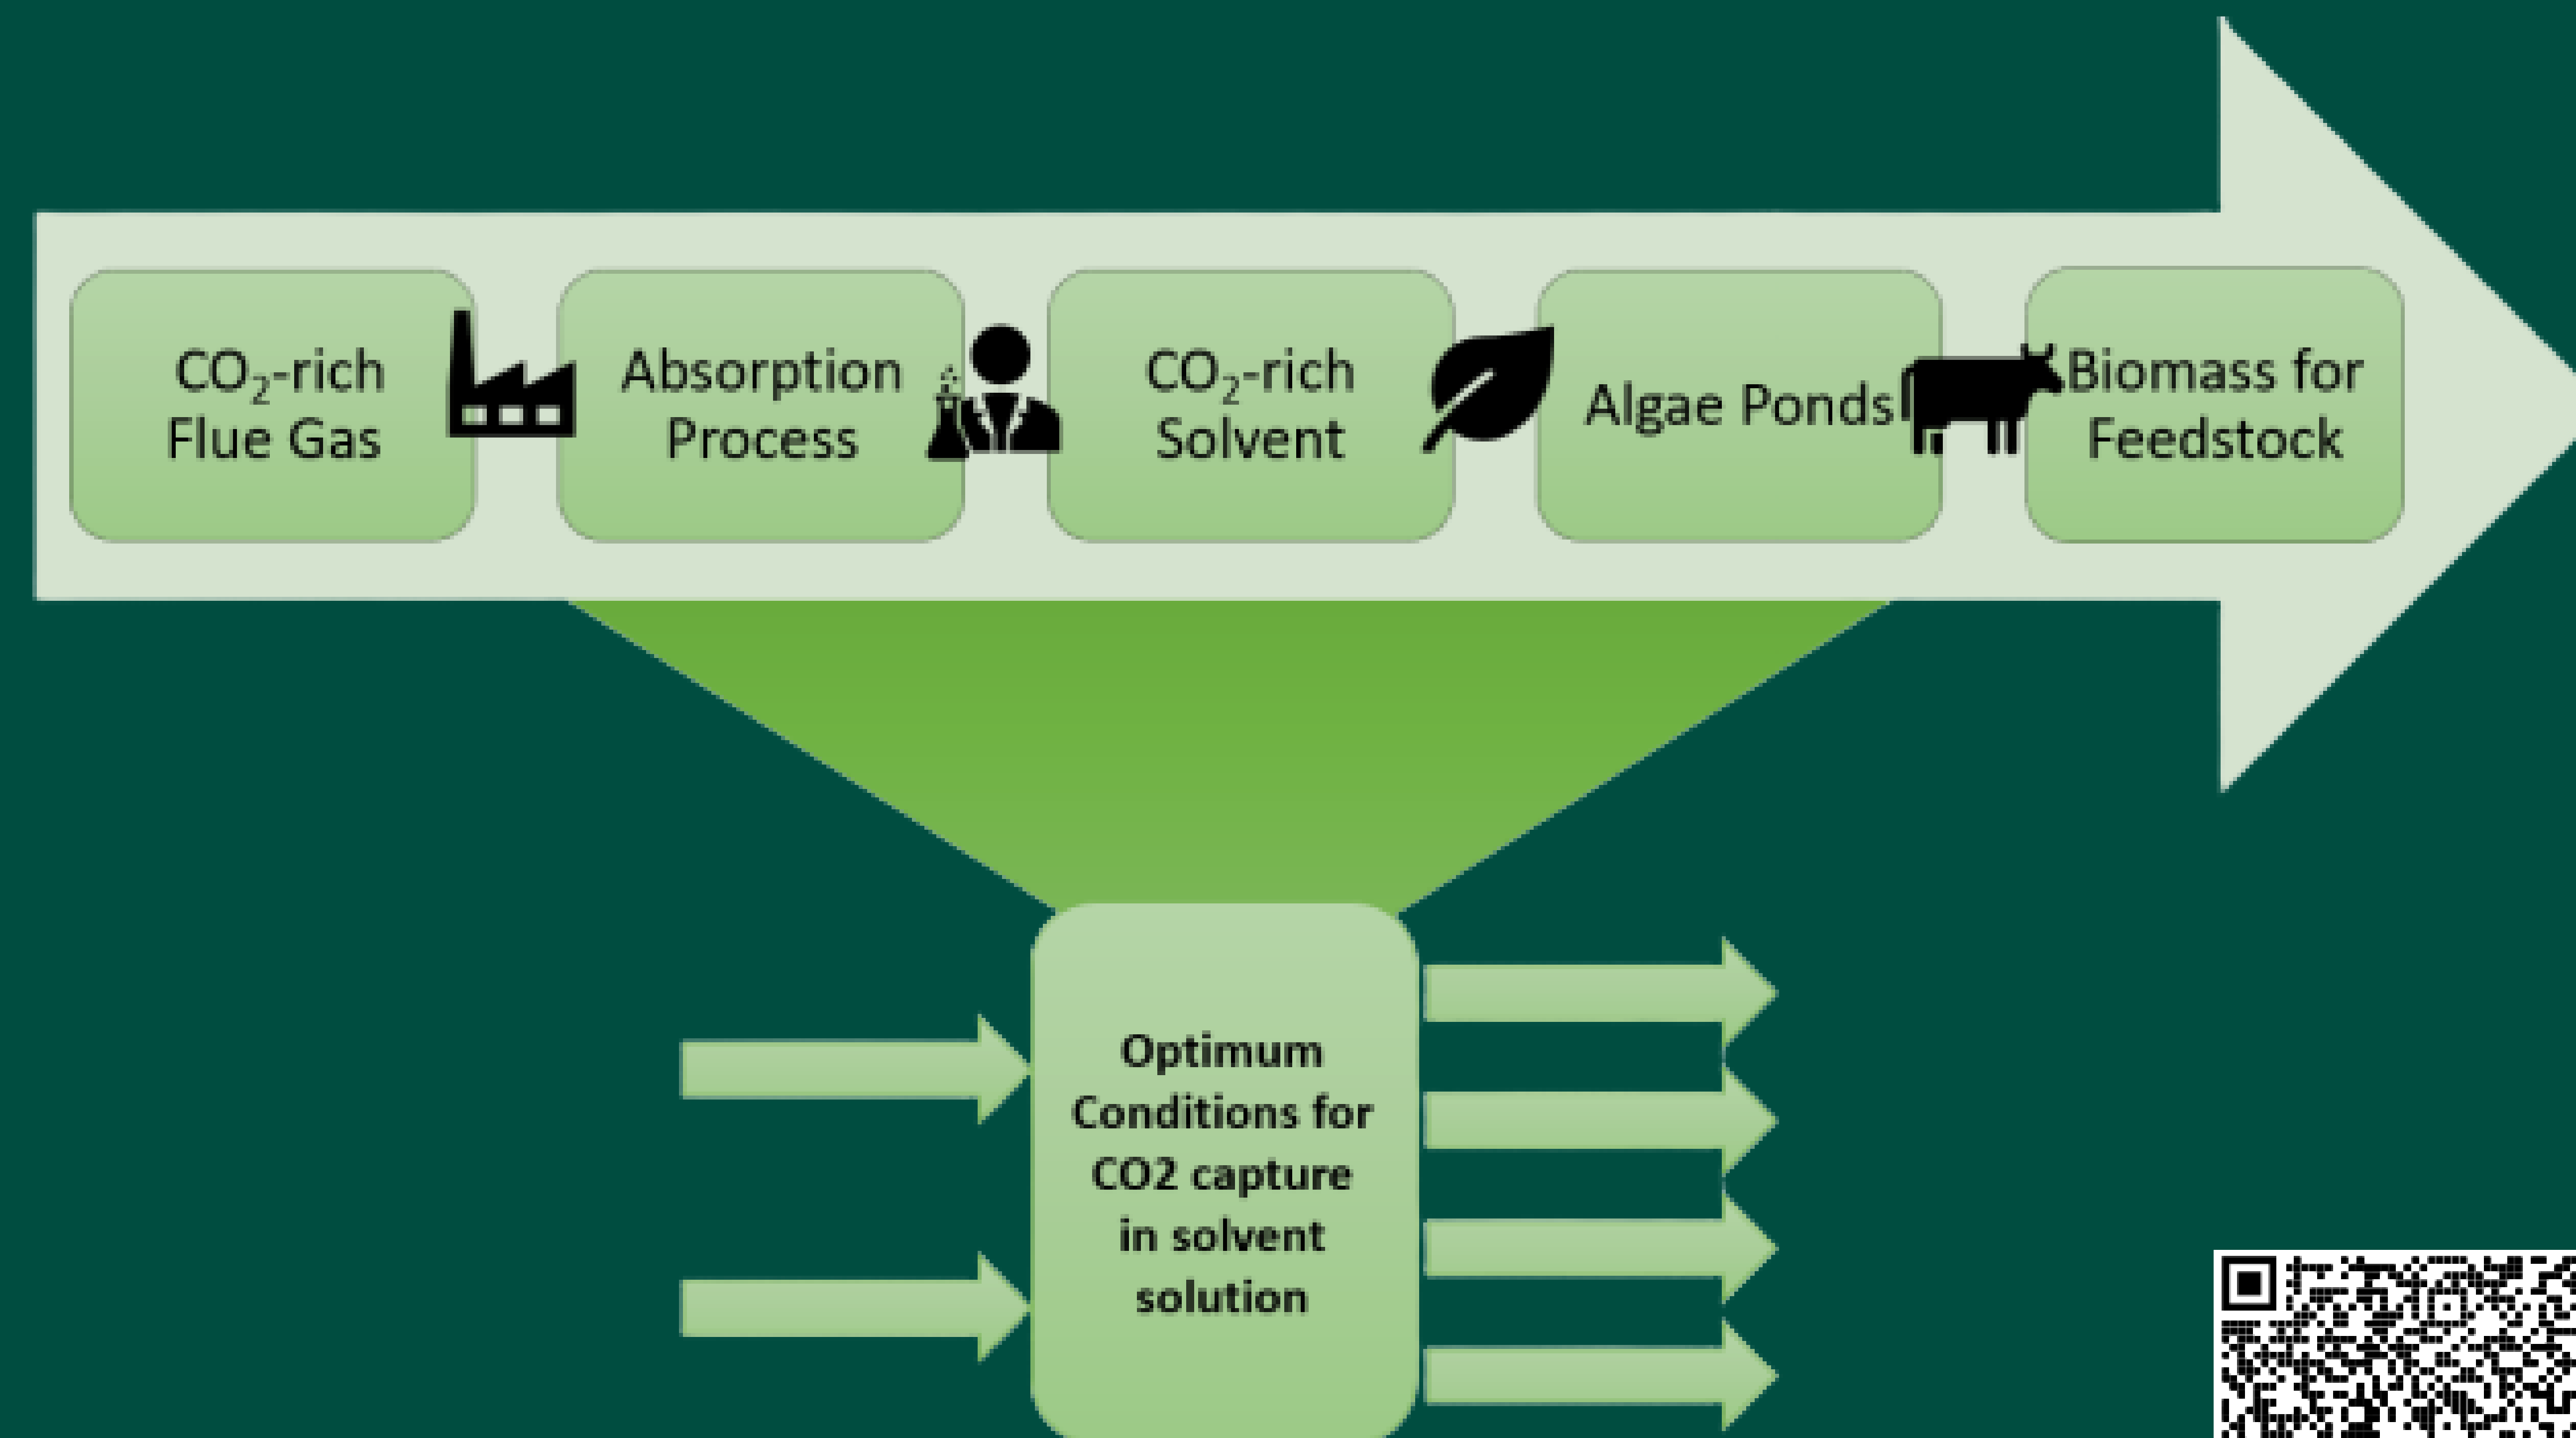 CO₂-rich
Flue Gas
Absorption
Process
CO₂-rich
Solvent
Algae Ponds
Biomass for
Feedstock
Optimum
Conditions for
CO2 capture
in solvent
solution